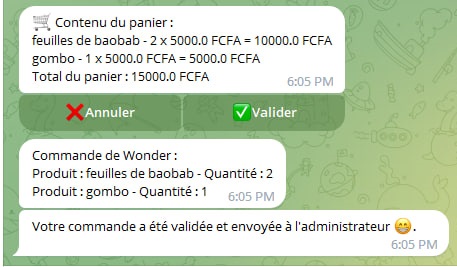 🛒 Contenu du panier :
feuilles de baobab - 2 x 5000.0 FCFA = 10000.0 FCFA
gombo - 1 x 5000.0 FCFA = 5000.0 FCFA
Total du panier : 15000.0 FCFA
6:05 PM
❌Annuler
✅Valider
Commande de Wonder :
Produit : feuilles de baobab - Quantité : 2
Produit : gombo - Quantité : 1
6:05 PM
Votre commande a été validée et envoyée à l'administrateur 😁.
6:05 PM